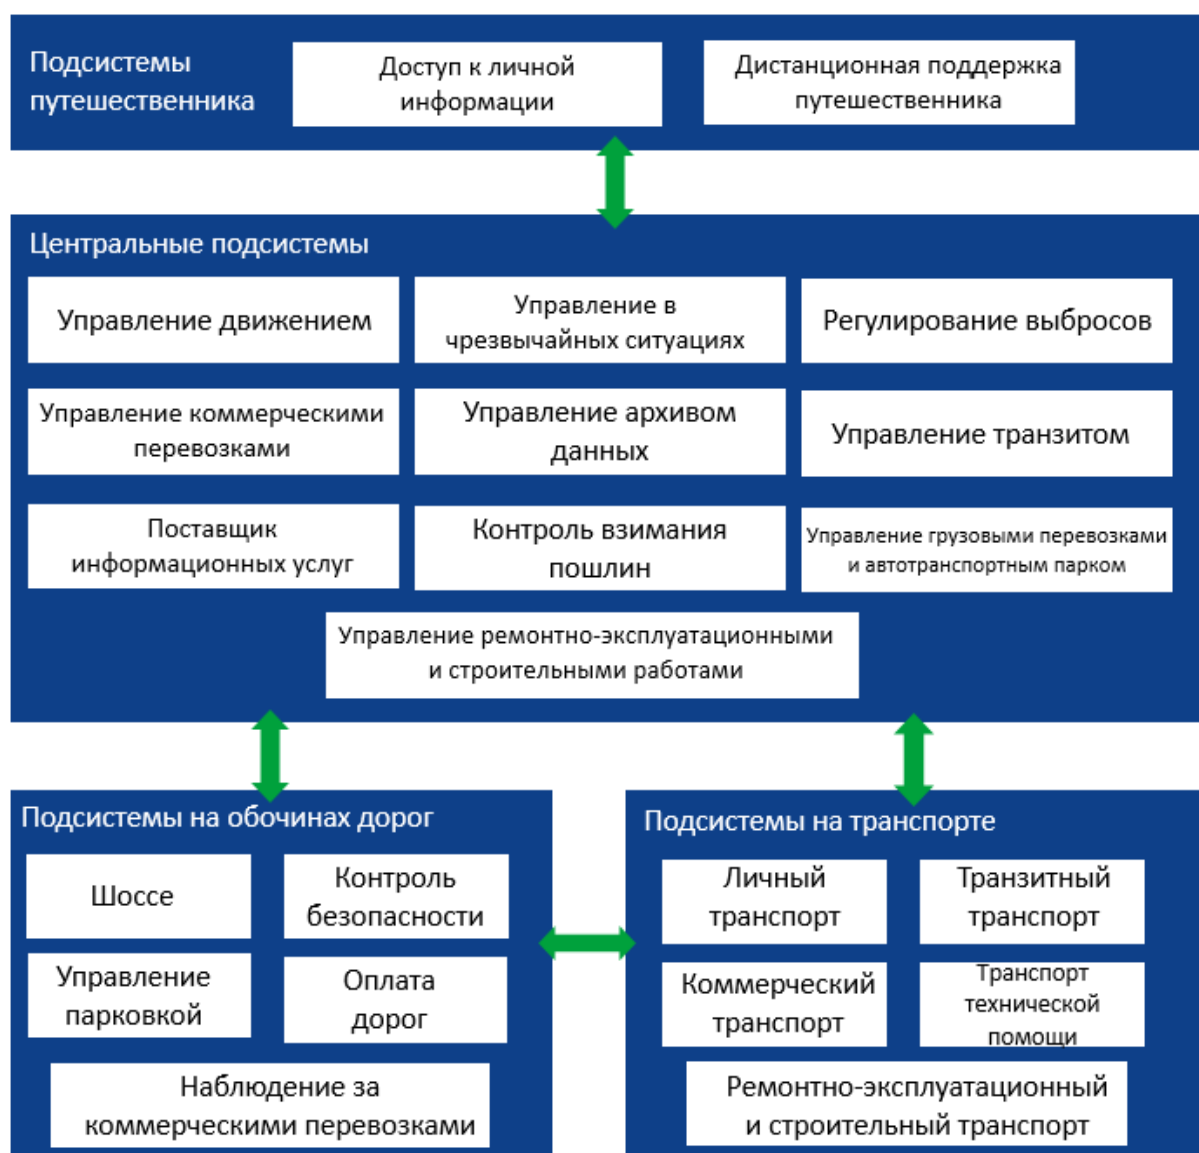 Подсистемы
путешественника
Доступ к личной
информации
Дистанционная поддержка
путешественника
Центральные подсистемы
Управление движением
Управление в
чрезвычайных ситуациях
Регулирование выбросов
Управление коммерческими
перевозками
Управление архивом
данных
Управление транзитом
Поставщик
информационных услуг
Контроль взимания
пошлин
Управление грузовыми перевозками
и автотранспортным парком
Управление ремонтно-эксплуатационными
и строительными работами
Подсистемы на обочинах дорог
Шоссе
Контроль
безопасности
Управление
парковкой
Оплата
дорог
Наблюдение за
коммерческими перевозками
Подсистемы на транспорте
Личный
транспорт
Транзитный
транспорт
Коммерческий
транспорт
Транспорт
технической
помощи
Ремонтно-эксплуатационный
и строительный транспорт